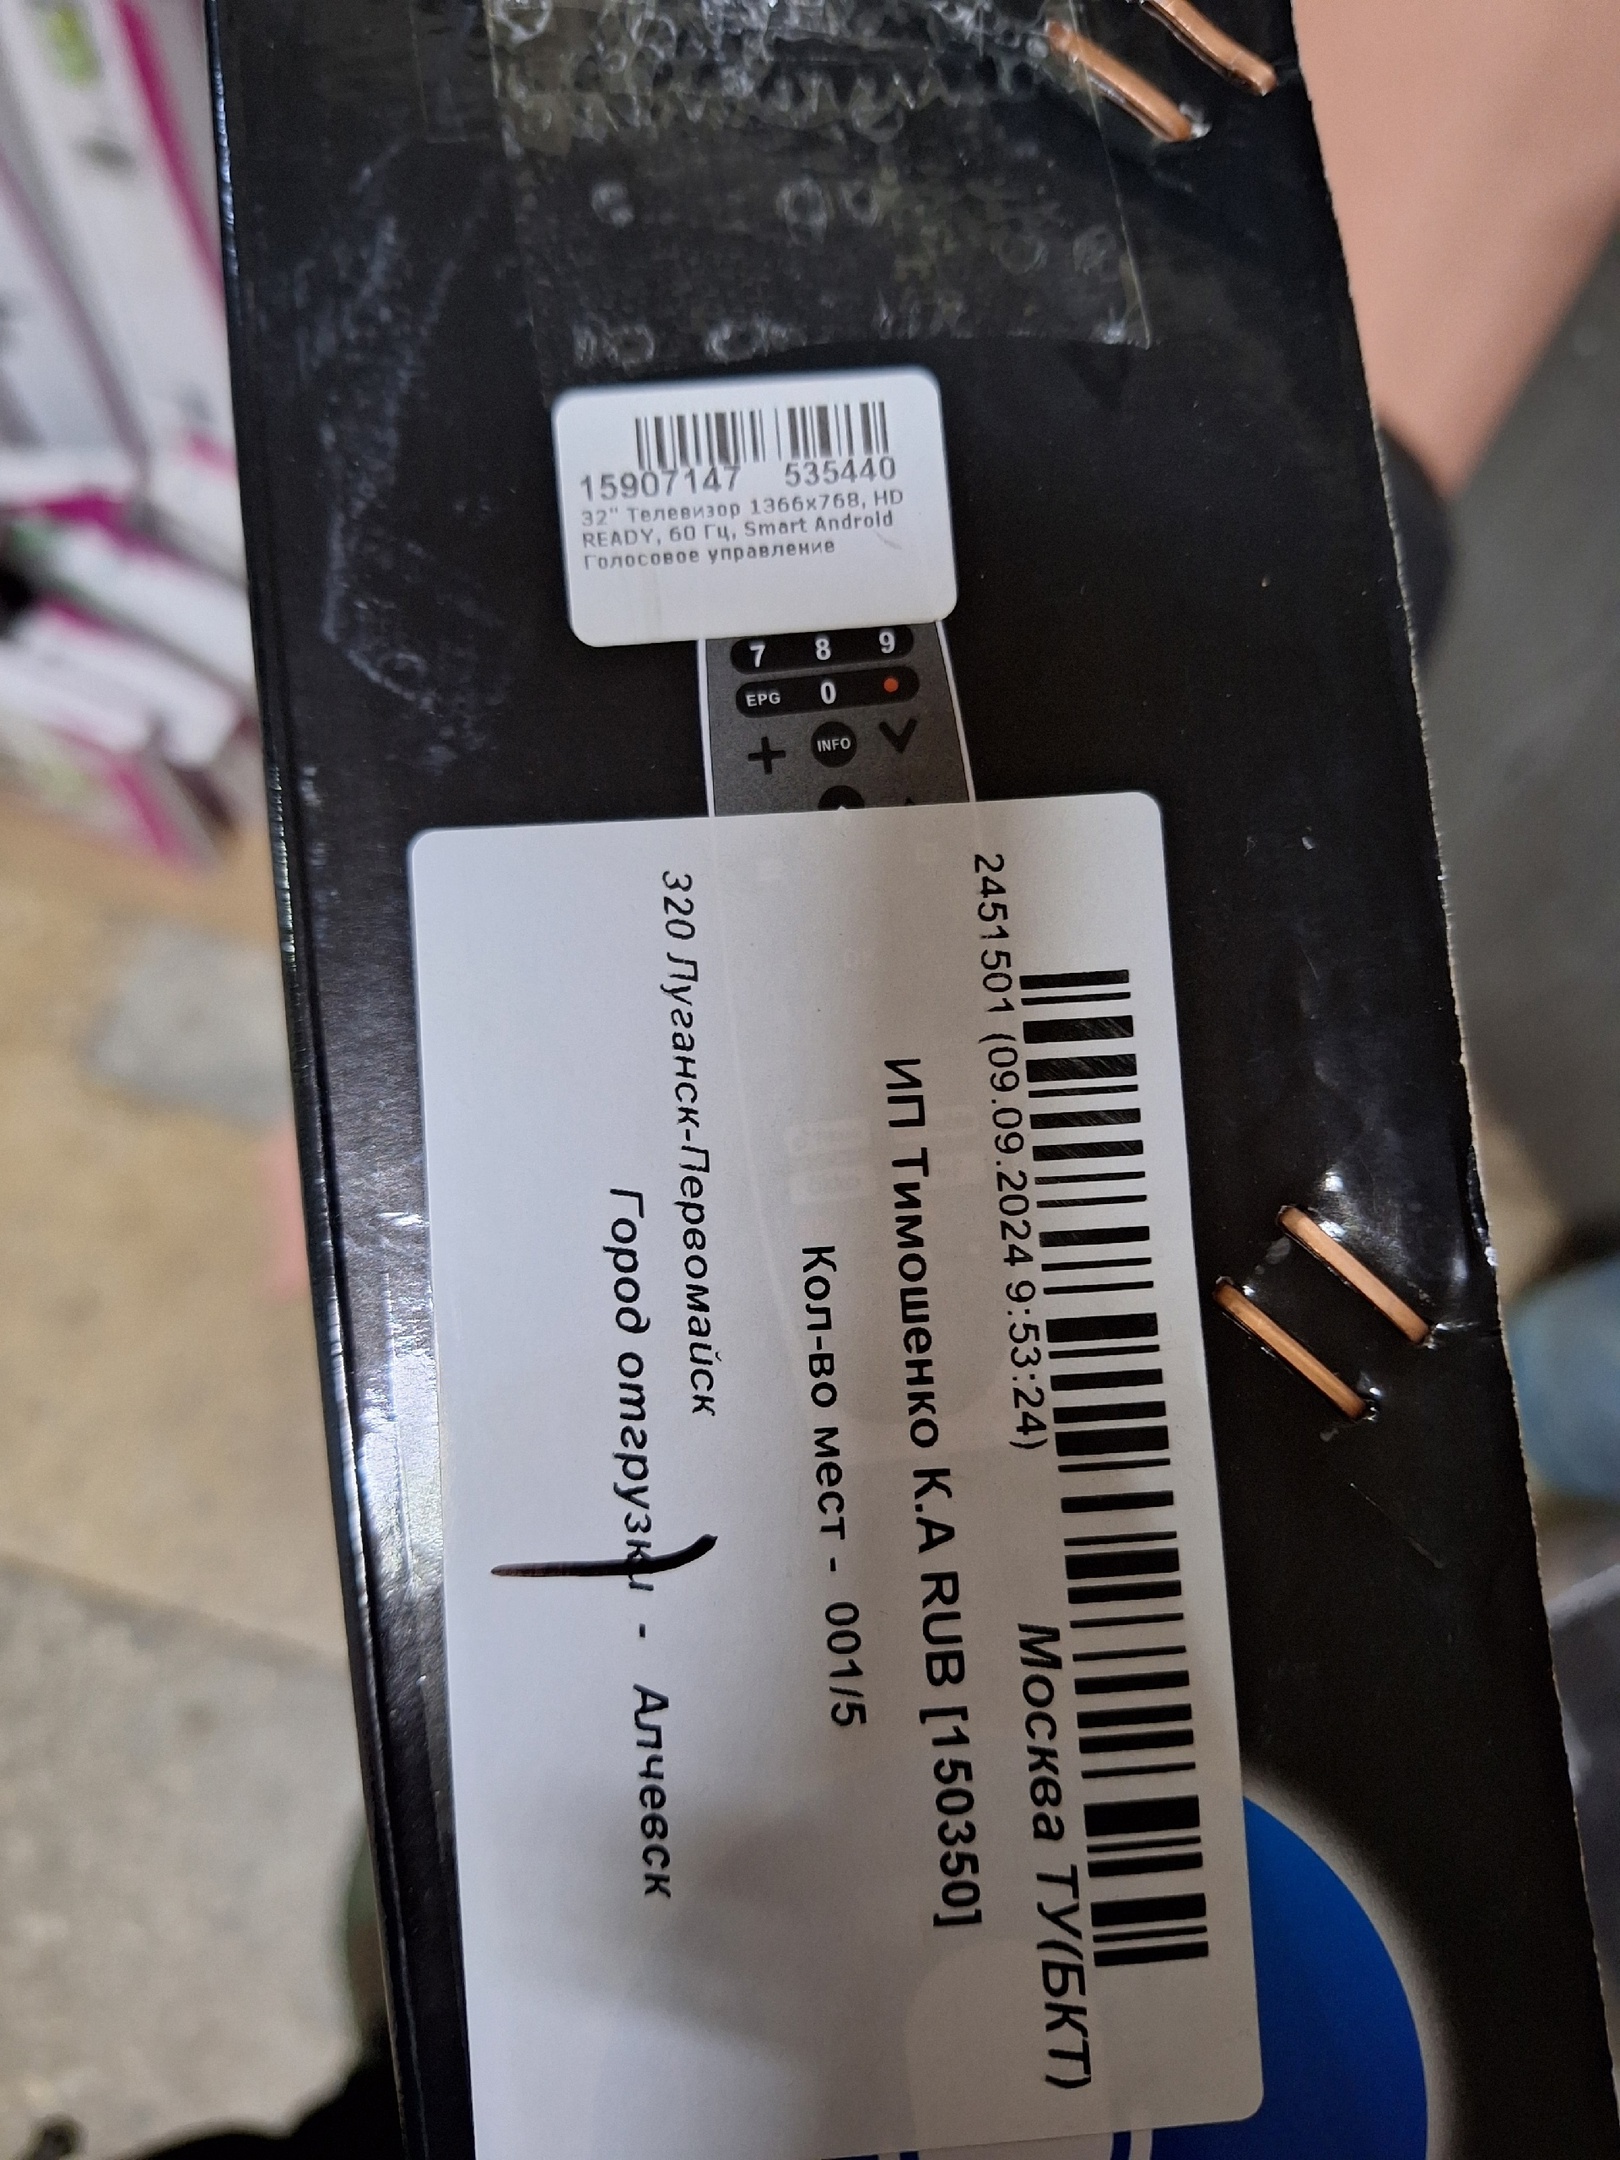 15907147 535440
32" Телевизор 1366x768, HD
READY, 60 Гц, Smart Android
Голосовое управление
7 8 9
EPG 0
+ INFO
2451501 (09.09.2024 9:53:24) Москва ТУ(БКТ)
ИП Тимошенко К.А RUB [150350]
Кол-во мест - 001/5
320 Луганск-Первомайск
Город отгрузки - Алчевск